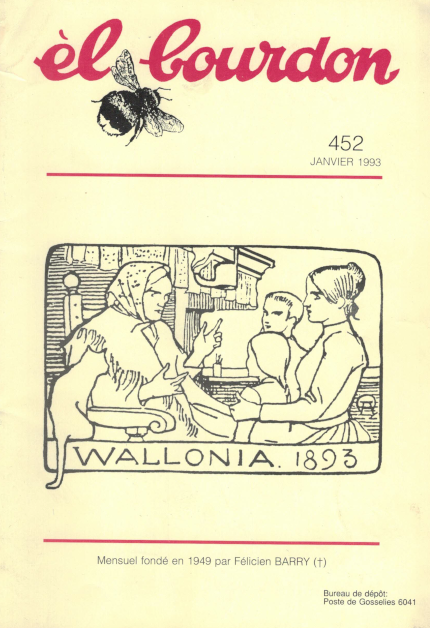 èl bourdon
452
JANVIER 1993
WALLONIA. 1893
Mensuel fondé en 1949 par Félicien BARRY (†)
Bureau de dépôt:
Poste de Gosselies 6041